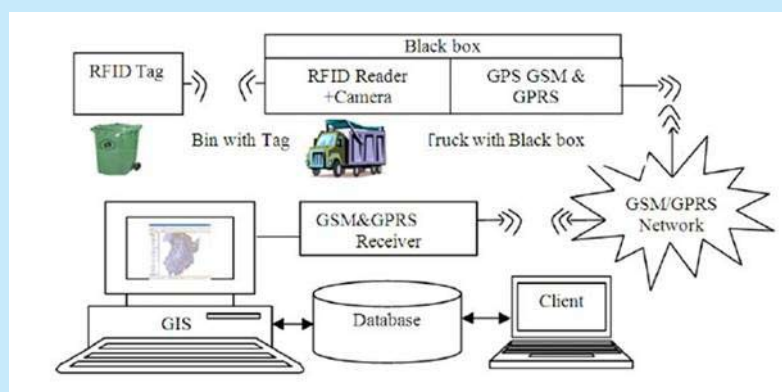 Black box
RFID Tag
RFID Reader
+Camera
GPS GSM &
GPRS
Bin with Tag
Truck with Black box
GSM&GPRS
Receiver
GSM/GPRS
Network
GIS
Database
Client